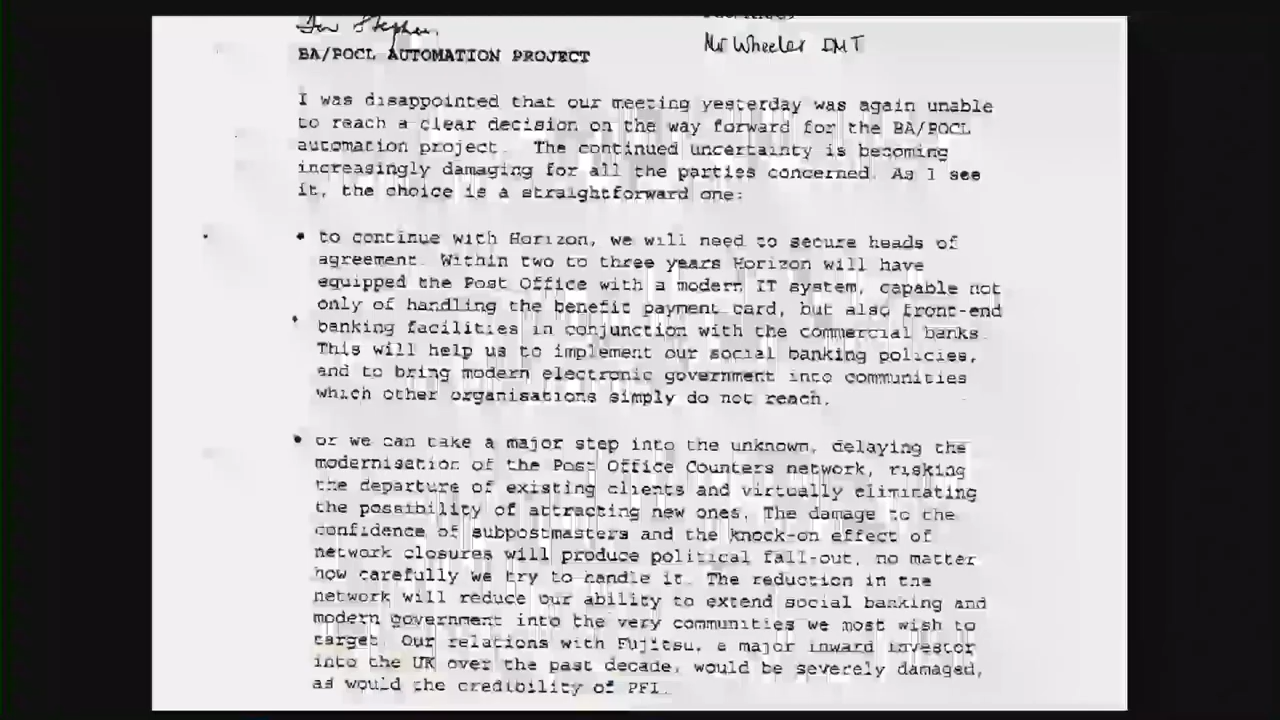 Dear Stephen
Mr Wheeler IMT
BA/POCL AUTOMATION PROJECT
I was disappointed that our meeting yesterday was again unable
to reach a clear decision on the way forward for the BA/POCL
automation project. The continued uncertainty is becoming
increasingly damaging for all the parties concerned. As I see
it, the choice is a straightforward one:
• to continue with Horizon, we will need to secure heads of
agreement. Within two to three years Horizon will have
equipped the Post Office with a modern IT system, capable not
only of handling the benefit payment card, but also front-end
banking facilities in conjunction with the commercial banks.
This will help us to implement our social banking policies,
and to bring modern electronic government into communities
which other organisations simply do not reach.
• or we can take a major step into the unknown, delaying the
modernisation of the Post Office Counters network, risking
the departure of existing clients and virtually eliminating
the possibility of attracting new ones. The damage to the
confidence of subpostmasters and the knock-on effect of
network closures will produce political fall-out, no matter
how carefully we try to handle it. The reduction in the
network will reduce our ability to extend social banking and
modern government into the very communities we most wish to
target. Our relations with Fujitsu, a major inward investor
into the UK over the past decade, would be severely damaged,
as would the credibility of PFI.